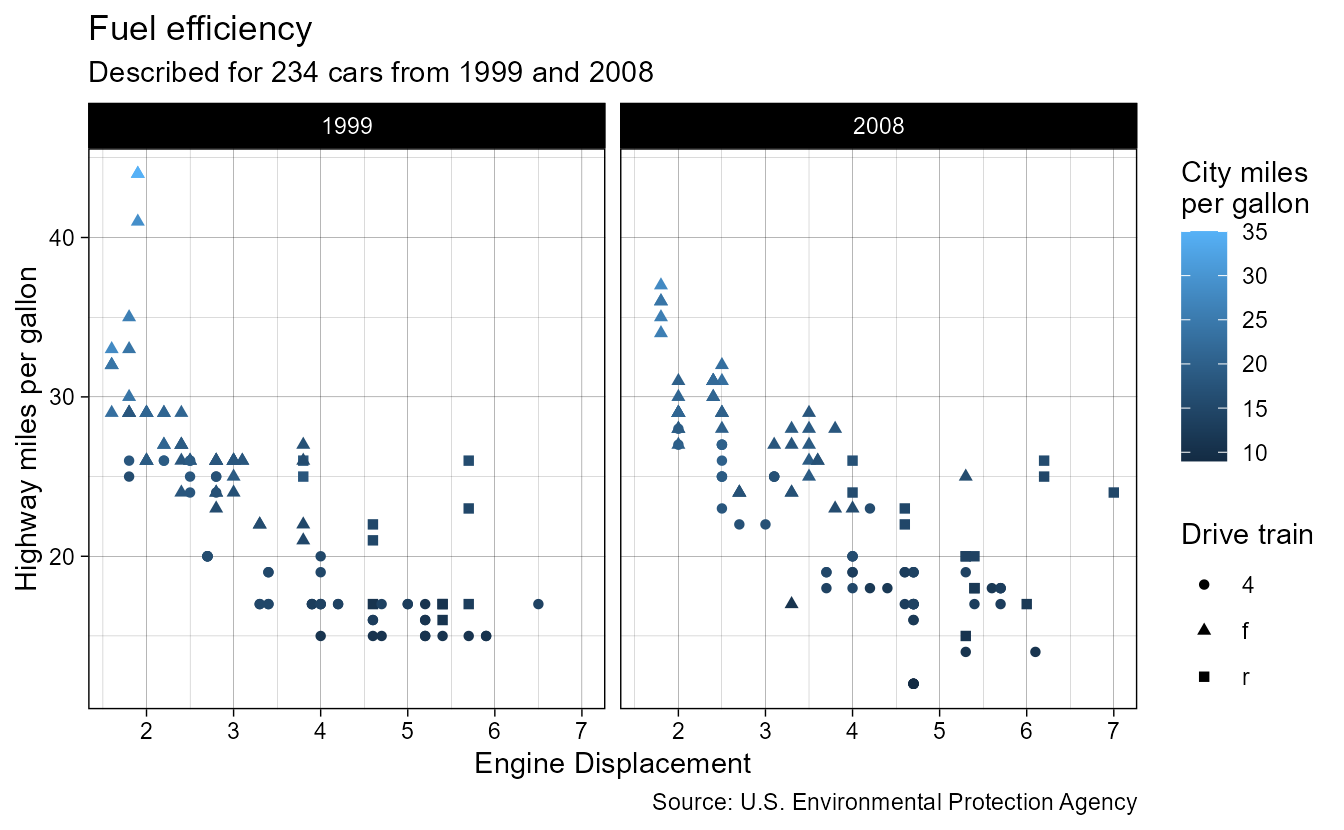 Fuel efficiency
Described for 234 cars from 1999 and 2008
1999
2008
Highway miles per gallon
40
30
20
2 3 4 5 6 7
2 3 4 5 6 7
Engine Displacement
Source: U.S. Environmental Protection Agency
City miles
per gallon
35
30
25
20
15
10
Drive train
4
f
r